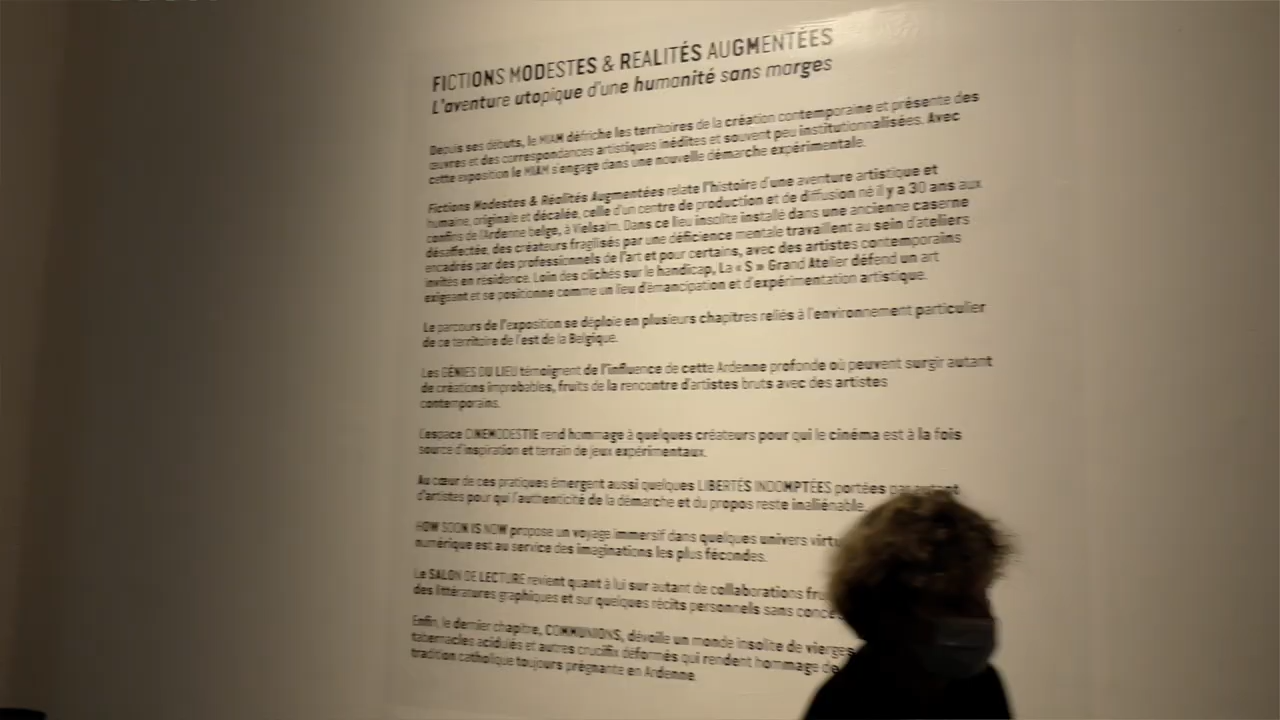 FICTIONS MODESTES & REALITÉS AUGMENTÉES
L'aventure utopique d'une humanité sans marges
Depuis ses débuts, le MIAM défriche les territoires de la création contemporaine et présente des
œuvres et des correspondances artistiques inédites et souvent peu institutionnalisées. Avec
cette exposition le MIAM s'engage dans une nouvelle démarche expérimentale.
Fictions Modestes & Réalités Augmentées relate l'histoire d'une aventure artistique et
humaine, originale et décalée, celle d'un centre de production et de diffusion né il y a 30 ans aux
confins de l'Ardenne belge, à Vielsalm. Dans ce lieu insolite installé dans une ancienne caserne
désaffectée, des créateurs fragilisés par une déficience mentale travaillent au sein d'ateliers
encadrés par des professionnels de l'art et pour certains, avec des artistes contemporains
invités en résidence. Loin des clichés sur le handicap, La « S » Grand Atelier défend un art
exigeant et se positionne comme un lieu d'émancipation et d'expérimentation artistique.
Le parcours de l'exposition se déploie en plusieurs chapitres reliés à l'environnement particulier
de ce territoire de l'est de la Belgique.
Les GÉNIES DU LIEU témoignent de l'influence de cette Ardenne profonde où peuvent surgir autant
de créations improbables, fruits de la rencontre d'artistes bruts avec des artistes
contemporains.
L'espace CINEMODESTIE rend hommage à quelques créateurs pour qui le cinéma est à la fois
source d'inspiration et terrain de jeux expérimentaux.
Au cœur de ces pratiques émergent aussi quelques LIBERTÉS INDOMPTÉES portées par autant
d'artistes pour qui l'authenticité de la démarche et du propos reste inaliénable.
HOW SOON IS NOW propose un voyage immersif dans quelques univers virtu
numérique est au service des imaginations les plus fécondes.
Le SALON DE LECTURE revient quant à lui sur autant de collaborations fru
des littératures graphiques et sur quelques récits personnels sans conce
Enfin, le dernier chapitre, COMMUNIONS, dévoile un monde insolite de vierges
tabernacles acidulés et autres crucifix déformés qui rendent hommage de
tradition catholique toujours prégnante en Ardenne.